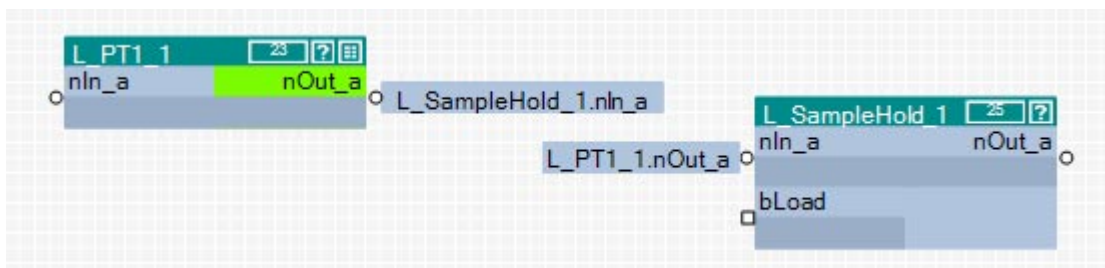 L_PT1_1 23 ?
nIn_a nOut_a
L_SampleHold_1.nIn_a
L_SampleHold_1 25 ?
L_PT1_1.nOut_a nIn_a nOut_a
bLoad